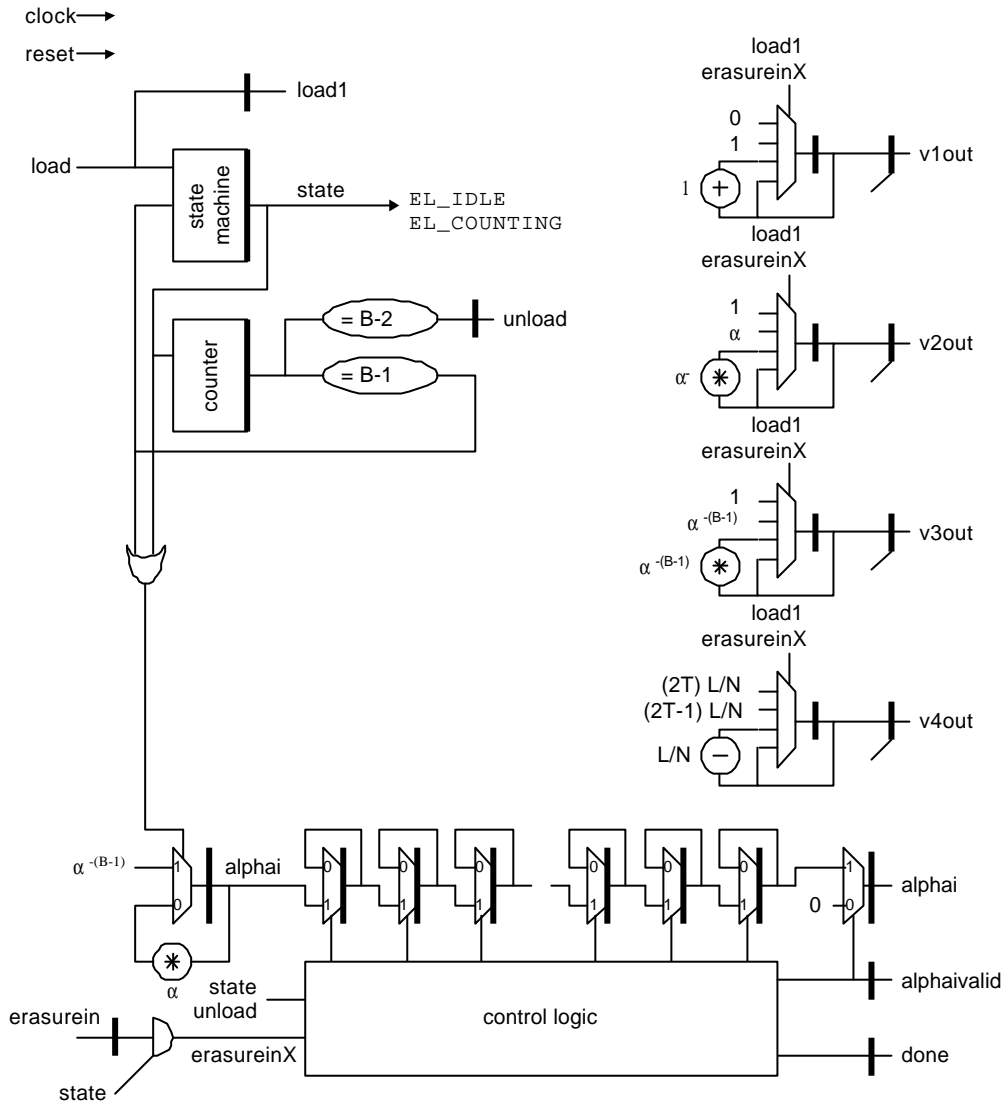 clock
reset
load1
load
state machine
state
EL_IDLE
EL_COUNTING
counter
= B-2
unload
= B-1
load1
erasureinX
0
1
1
+
v1out
load1
erasureinX
1
α
α-
*
v2out
load1
erasureinX
1
α -(B-1)
α -(B-1)
*
v3out
load1
erasureinX
(2T) L/N
(2T-1) L/N
L/N
−
v4out
α -(B-1)
1
0
alphai
*
α
0
1
0
1
0
1
0
1
0
1
0
1
1
0
0
alphai
state
unload
control logic
alphaivalid
erasurein
erasureinX
state
done